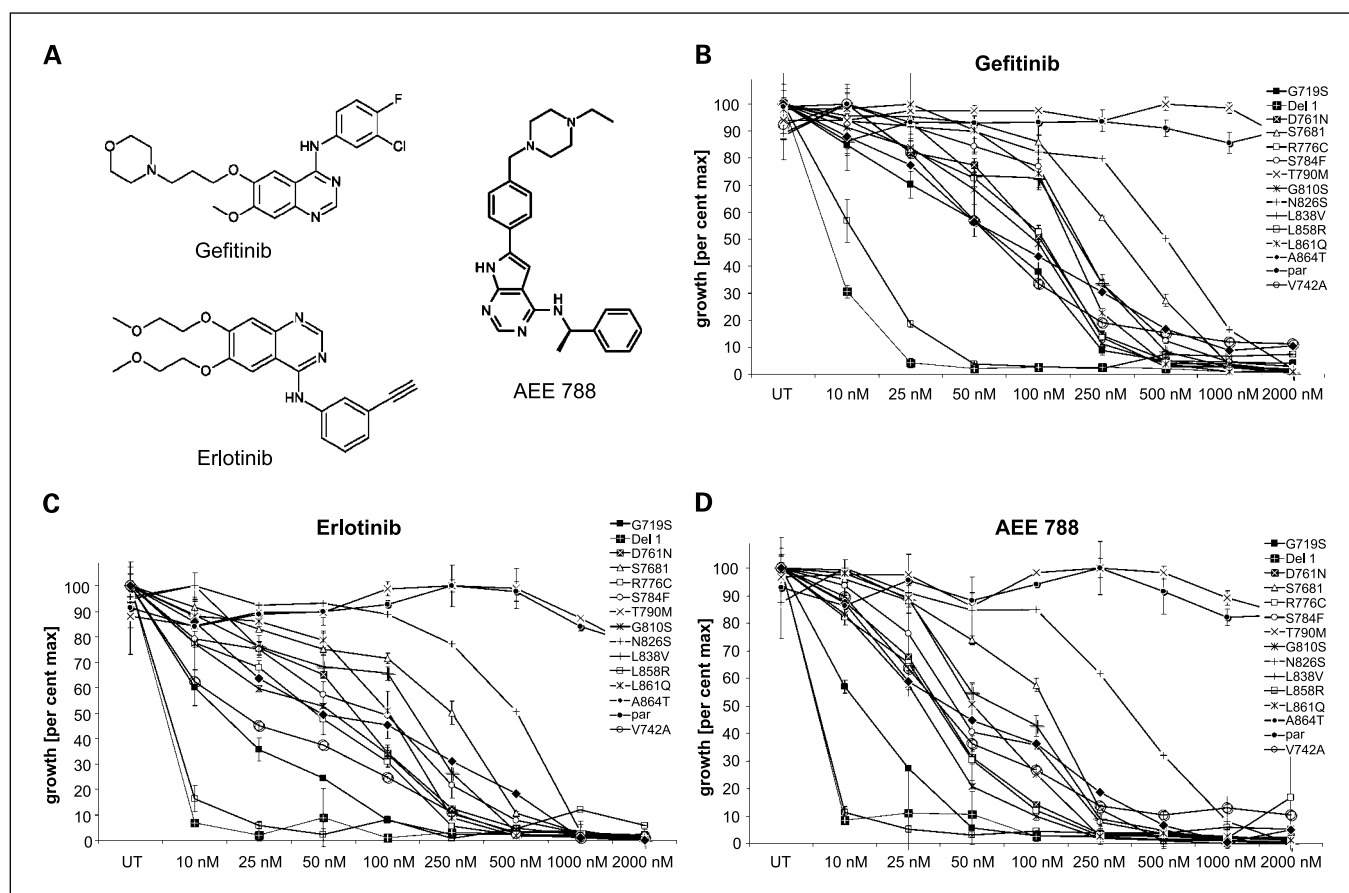 A
F
Cl
HN
O
N
O
O
N
N
Gefitinib
O
O
O
O
N
N
HN
Erlotinib
N
N
HN
H
N
N
N
AEE 788
B
Gefitinib
growth [per cent max]
100
90
80
70
60
50
40
30
20
10
0
UT 10 nM 25 nM 50 nM 100 nM 250 nM 500 nM 1000 nM 2000 nM
G719S
Del 1
D761N
S7681
R776C
S784F
T790M
G810S
N826S
L838V
L858R
L861Q
A864T
par
V742A
C
Erlotinib
growth [per cent max]
100
90
80
70
60
50
40
30
20
10
0
UT 10 nM 25 nM 50 nM 100 nM 250 nM 500 nM 1000 nM 2000 nM
G719S
Del 1
D761N
S7681
R776C
S784F
T790M
G810S
N826S
L838V
L858R
L861Q
A864T
par
V742A
D
AEE 788
growth [per cent max]
100
90
80
70
60
50
40
30
20
10
0
UT 10 nM 25 nM 50 nM 100 nM 250 nM 500 nM 1000 nM 2000 nM
G719S
Del 1
D761N
S7681
R776C
S784F
T790M
G810S
N826S
L838V
L858R
L861Q
A864T
par
V742A